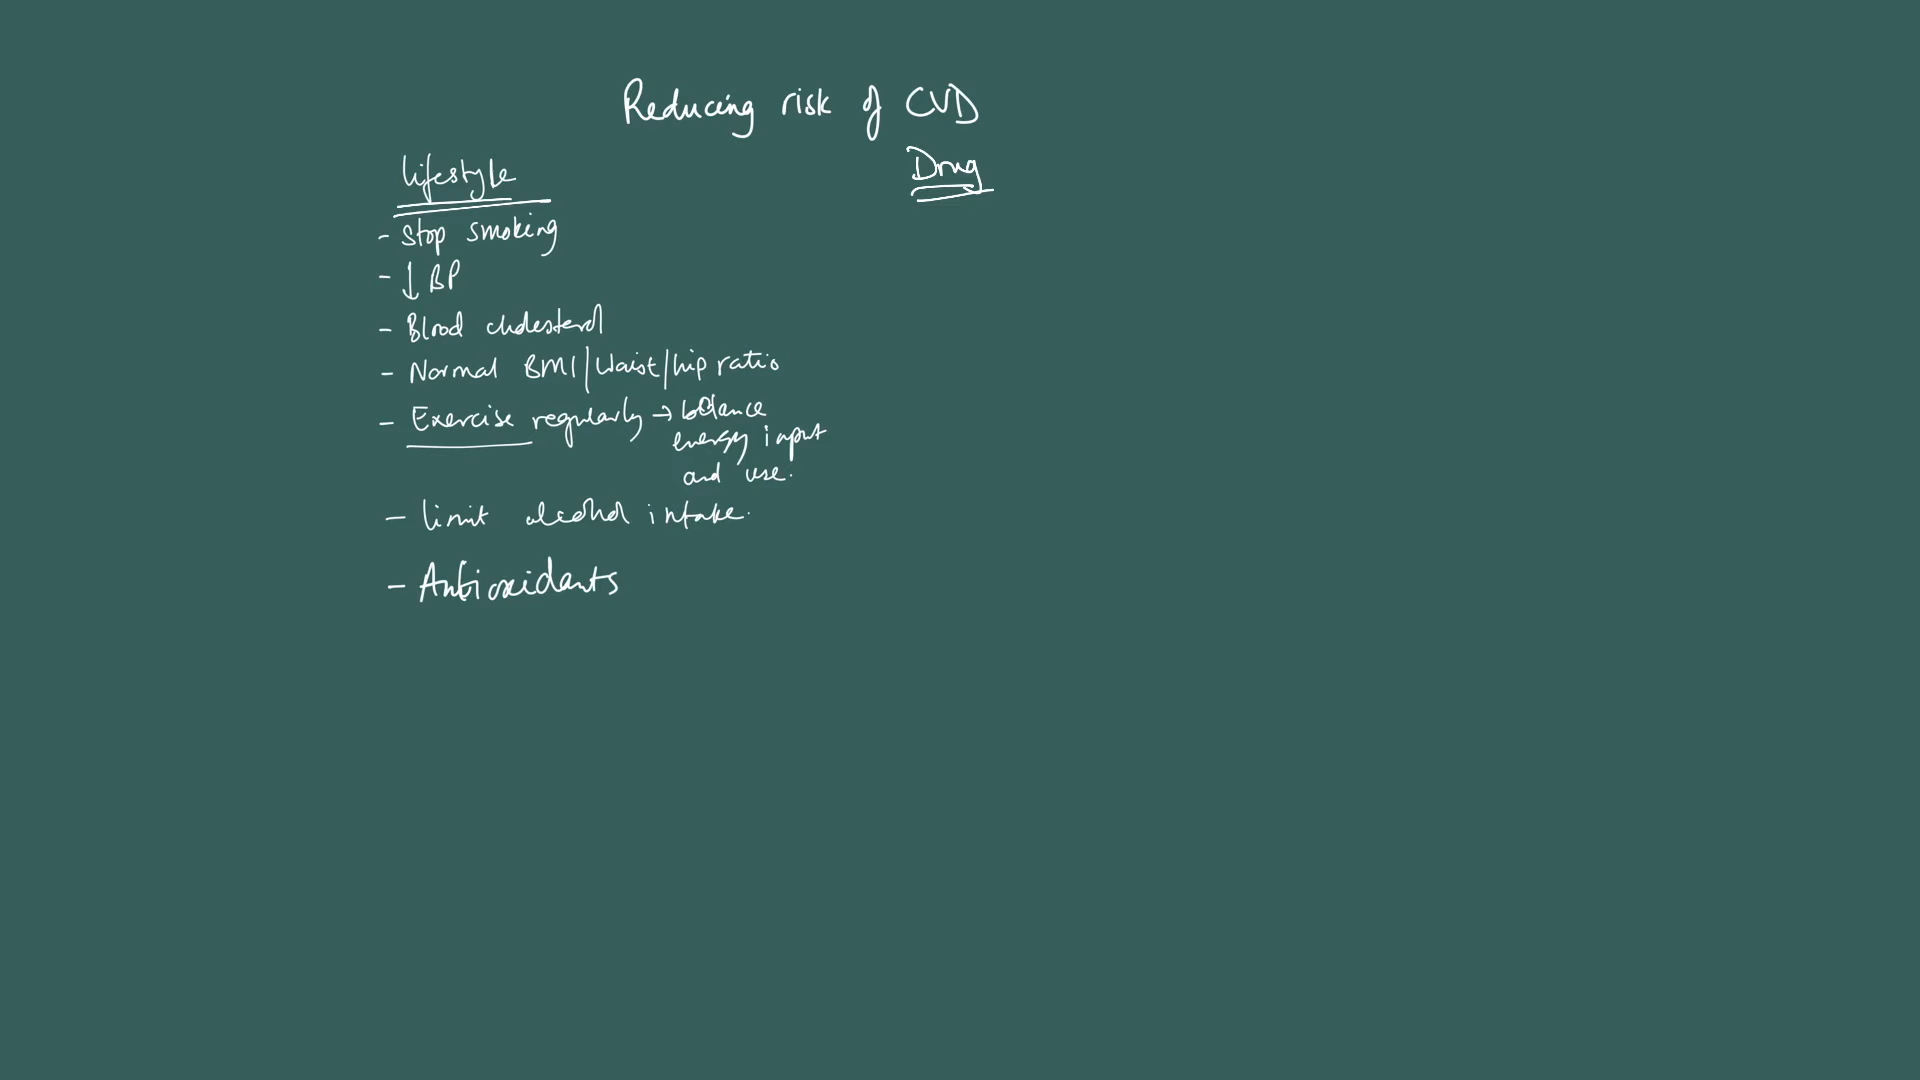 Reducing risk of CVD
Lifestyle
Drug
- Stop smoking
- ↓ BP
- Blood cholesterol
- Normal BMI/Waist/hip ratio
- Exercise regularly → balance
energy input
and use.
- limit alcohol intake.
- Antioxidants